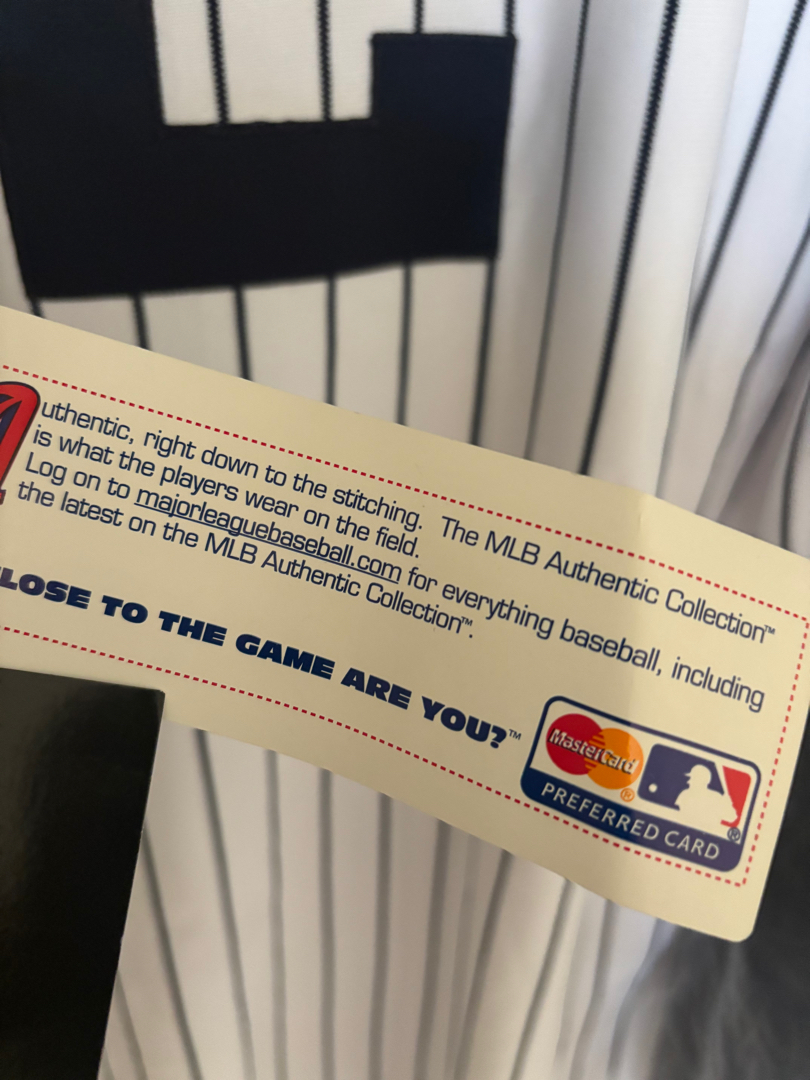 Authentic, right down to the stitching. The MLB Authentic Collection™
is what the players wear on the field.
Log on to majorleaguebaseball.com for everything baseball, including
the latest on the MLB Authentic Collection™.
LOSE TO THE GAME ARE YOU?™
MasterCard®
PREFERRED CARD
®